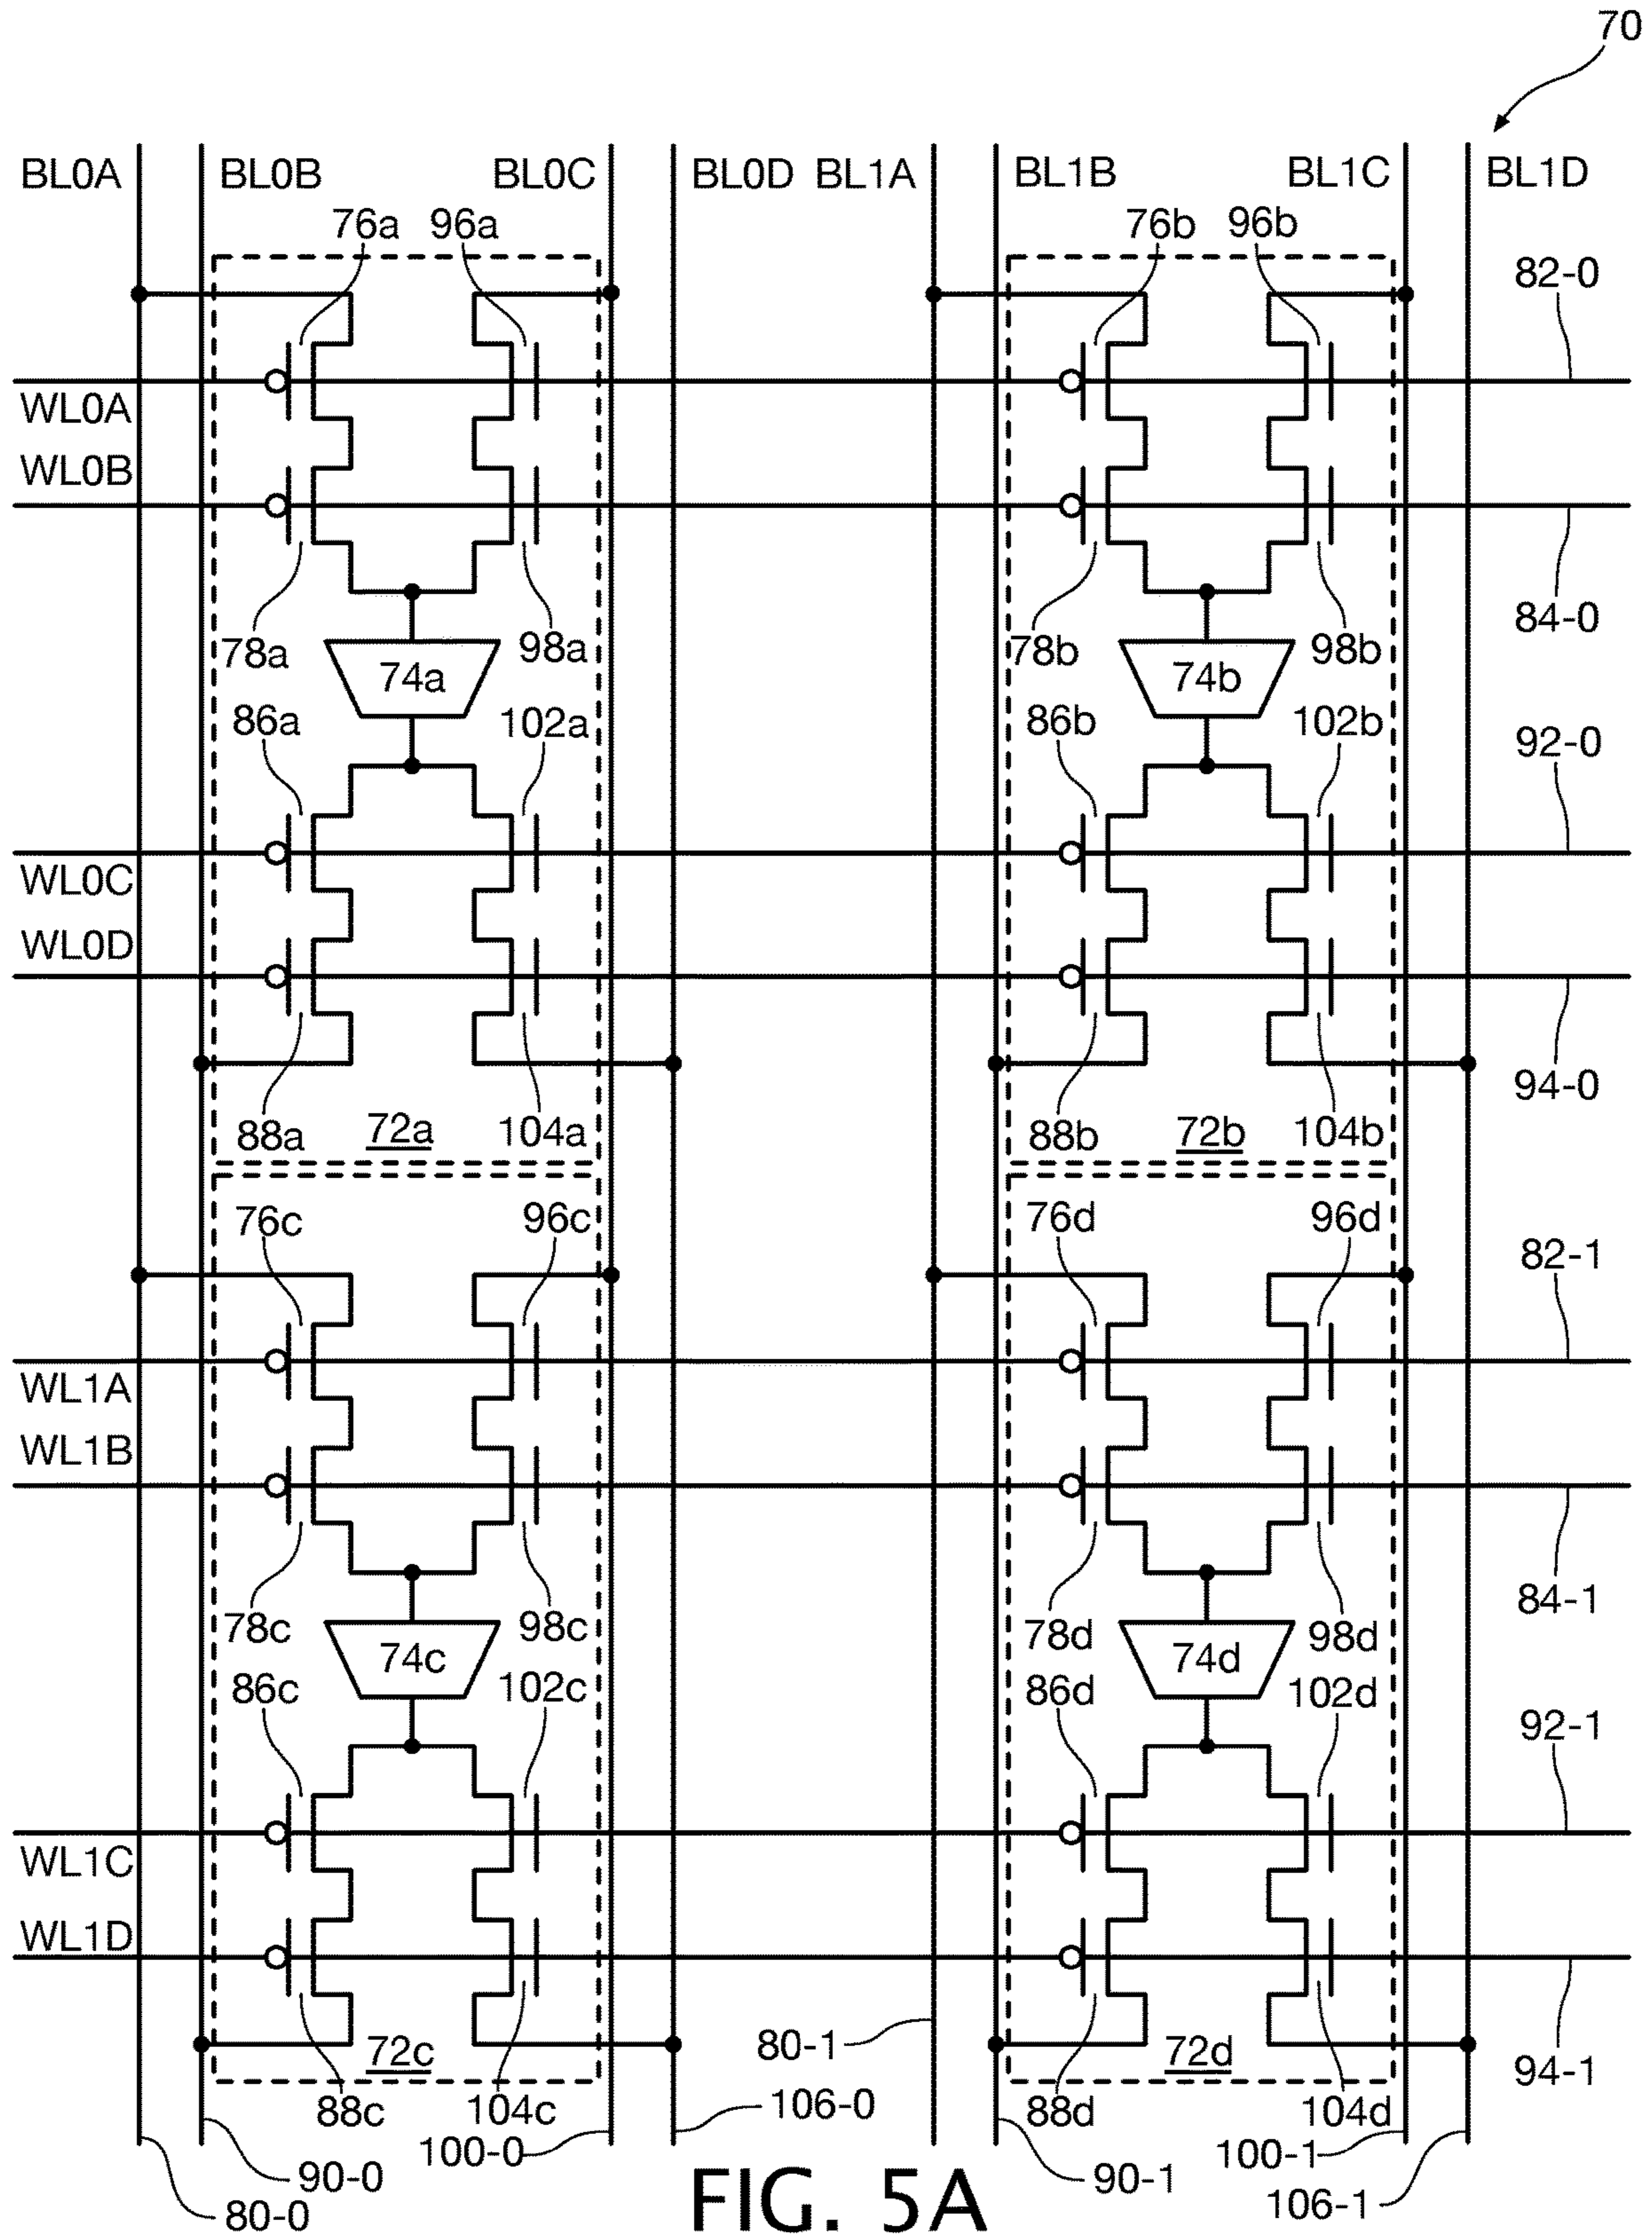 70
BL0A BL0B BL0C BL0D BL1A BL1B BL1C BL1D
76a 96a 76b 96b
82-0
WL0A
WL0B
84-0
78a 98a 78b 98b
74a 74b
86a 102a 86b 102b
92-0
WL0C
WL0D
94-0
88a 72a 104a 88b 72b 104b
76c 96c 76d 96d
82-1
WL1A
WL1B
84-1
78c 98c 78d 98d
74c 74d
86c 102c 86d 102d
92-1
WL1C
WL1D
72c 80-1 72d 94-1
88c 104c 106-0 88d 104d
100-0 100-1
90-0 90-1
80-0 106-1
FIG. 5A